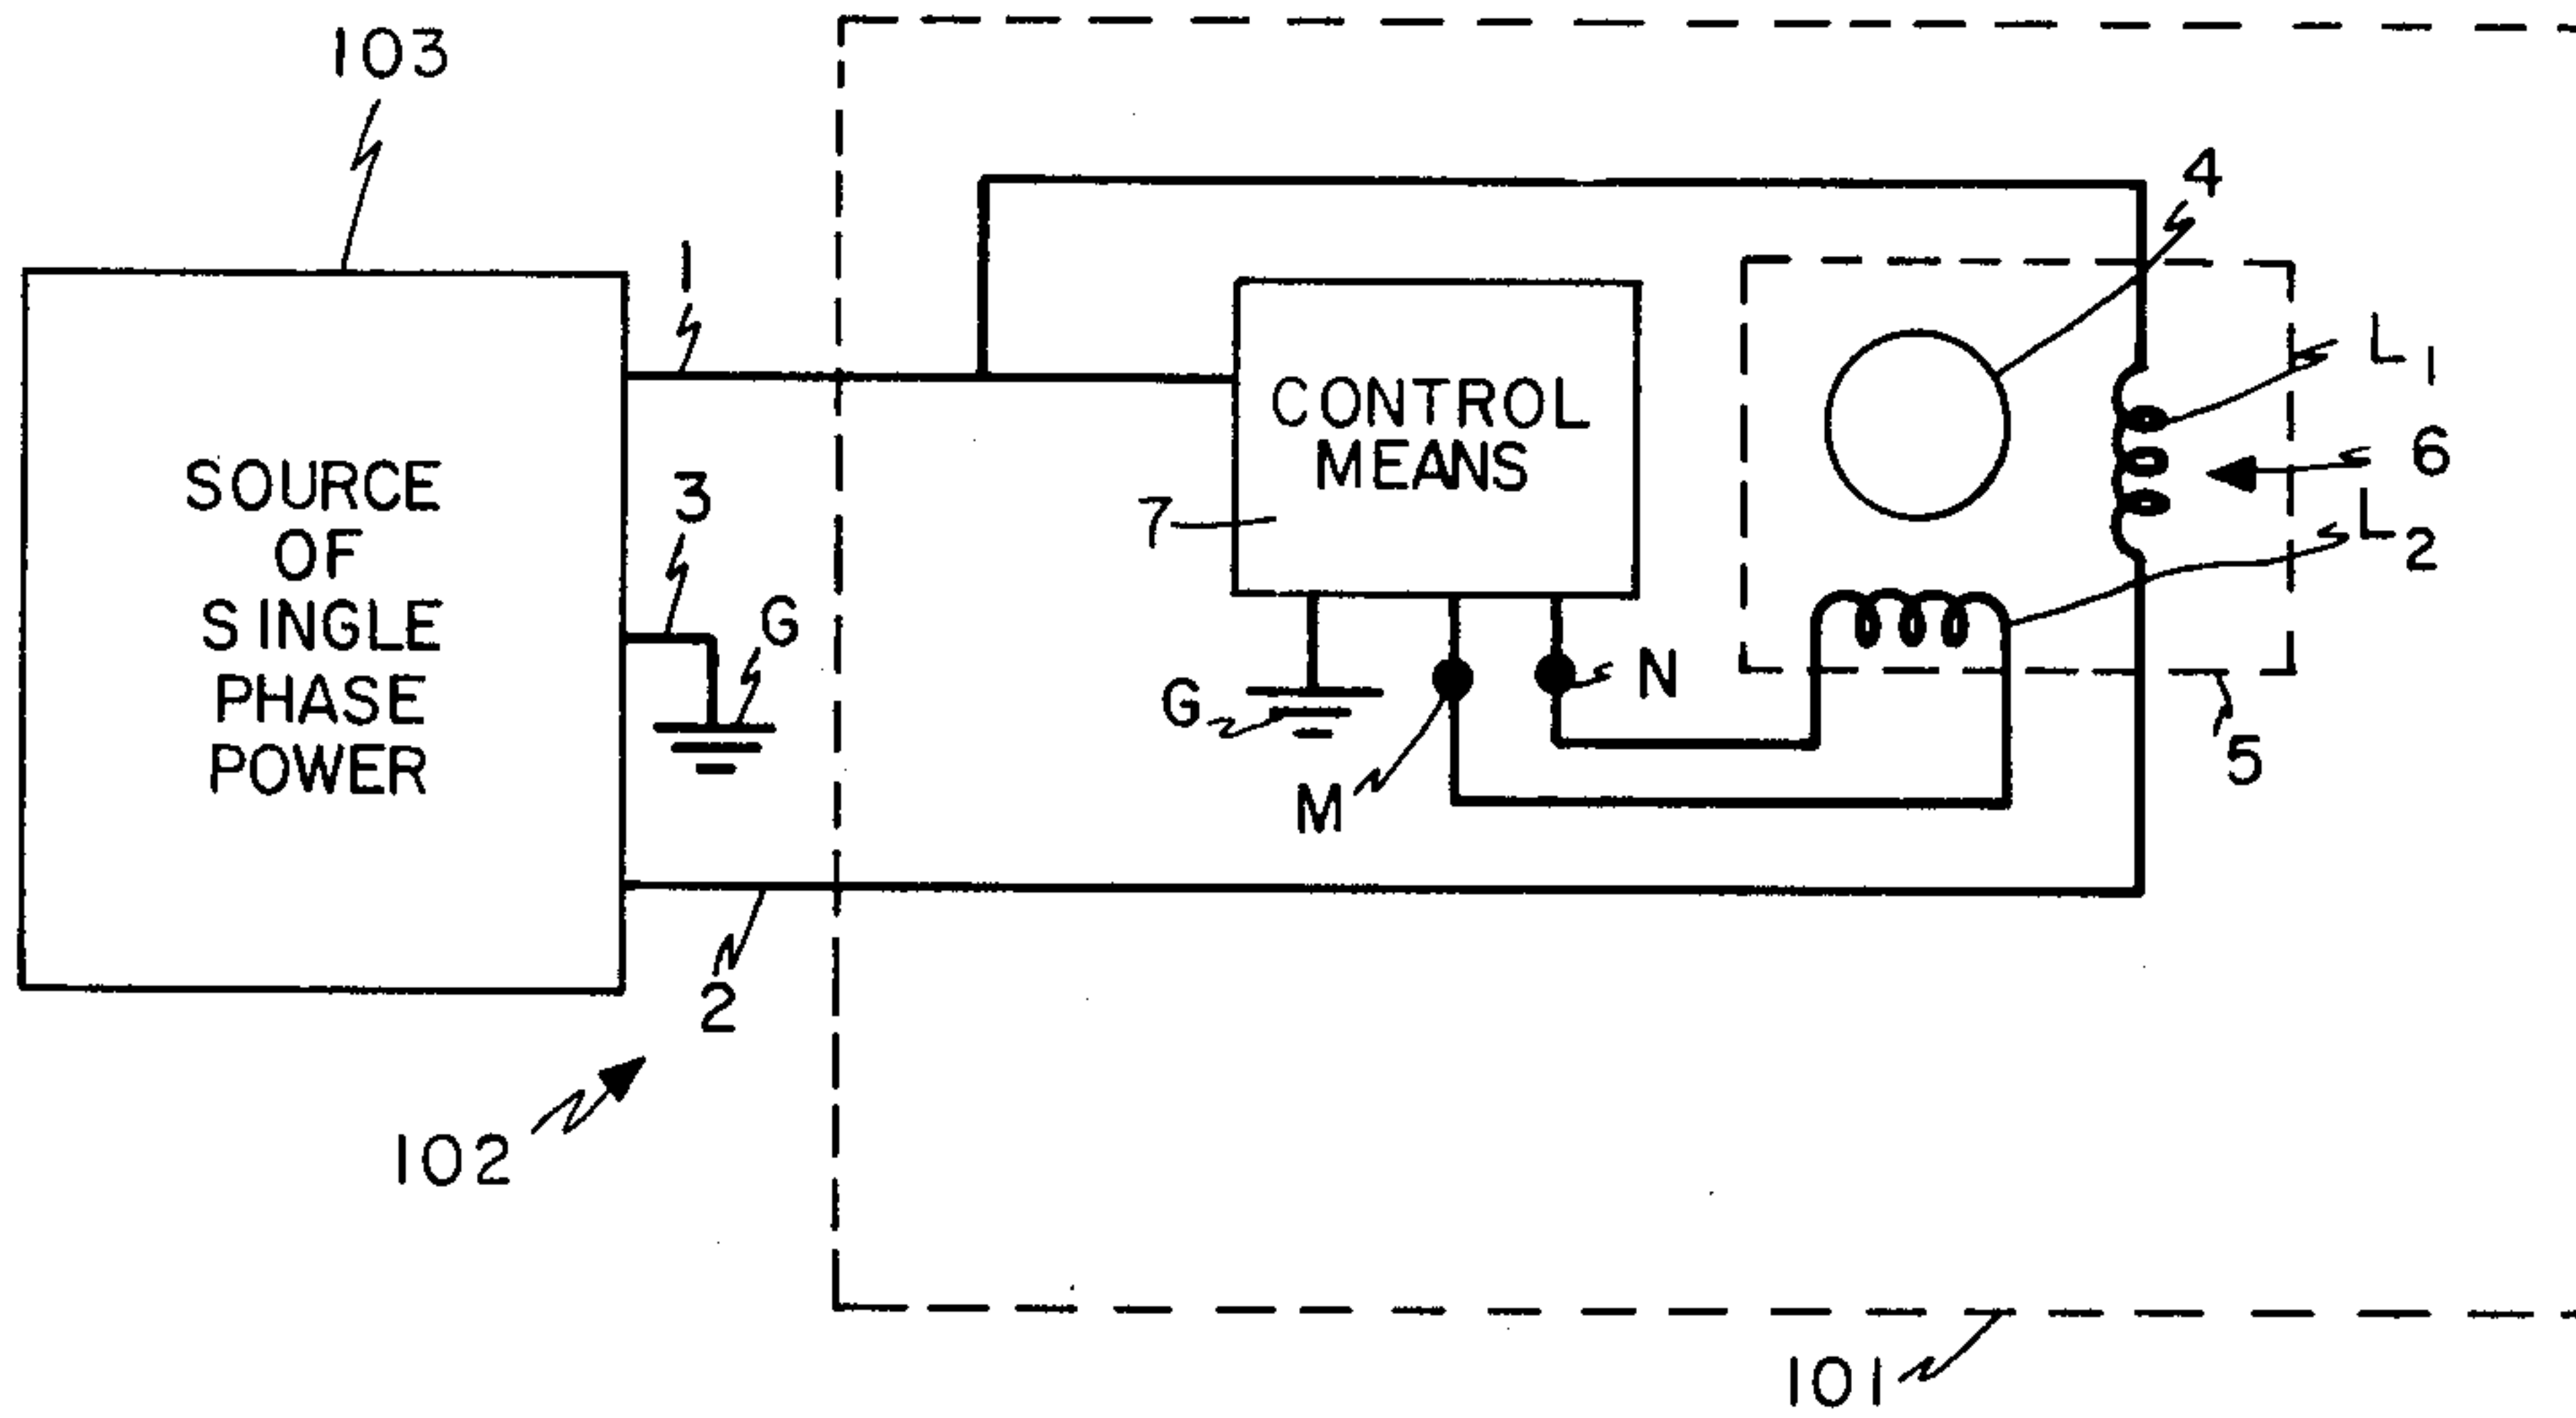 103
1
4
SOURCE
OF
SINGLE
PHASE
POWER
3
G
CONTROL
MEANS
7
L1
6
L2
G
M
N
5
2
102
101